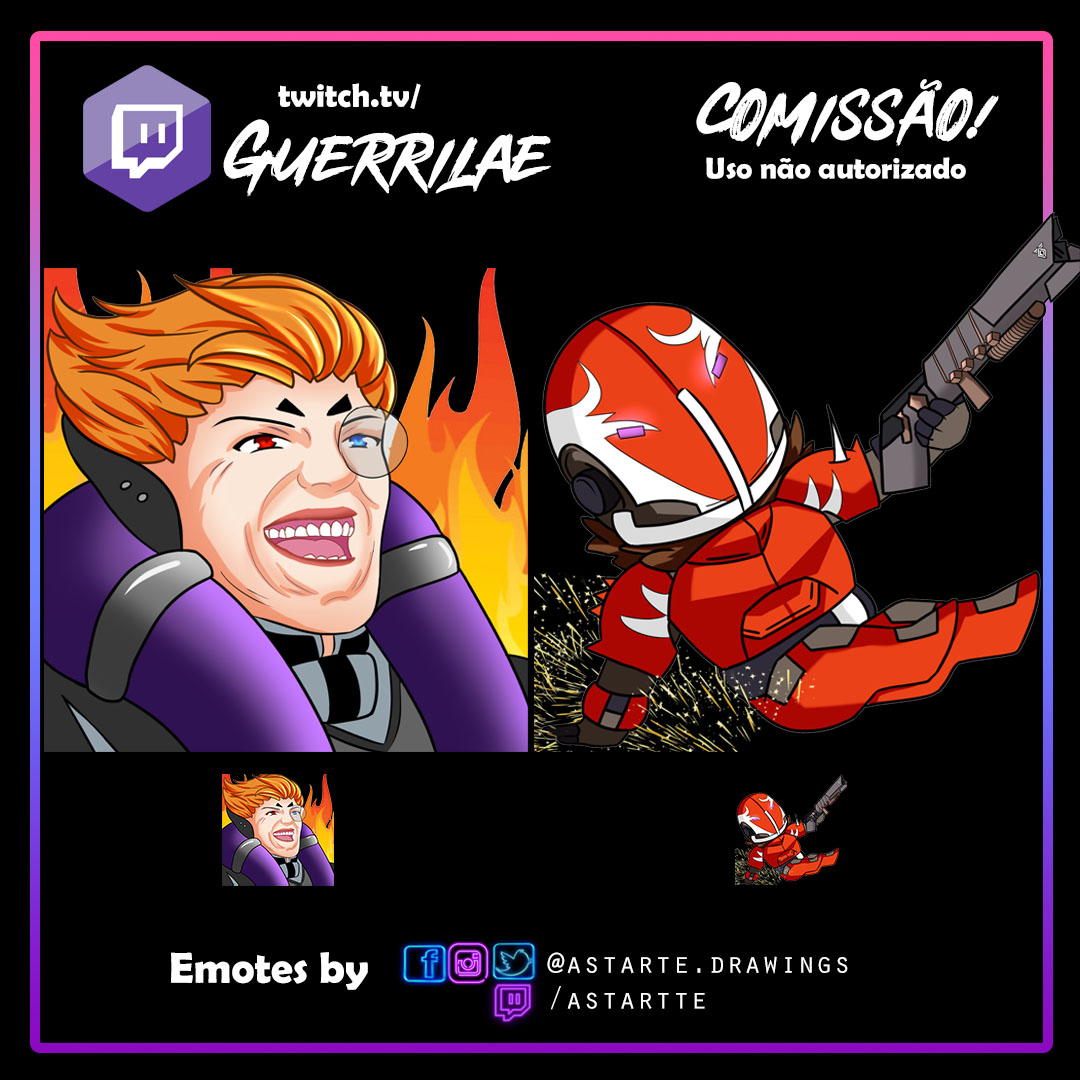 twitch.tv/
GUERRILAE
COMISSÃO!
Uso não autorizado
Emotes by
@ASTARTE.DRAWINGS
/ASTARTTE